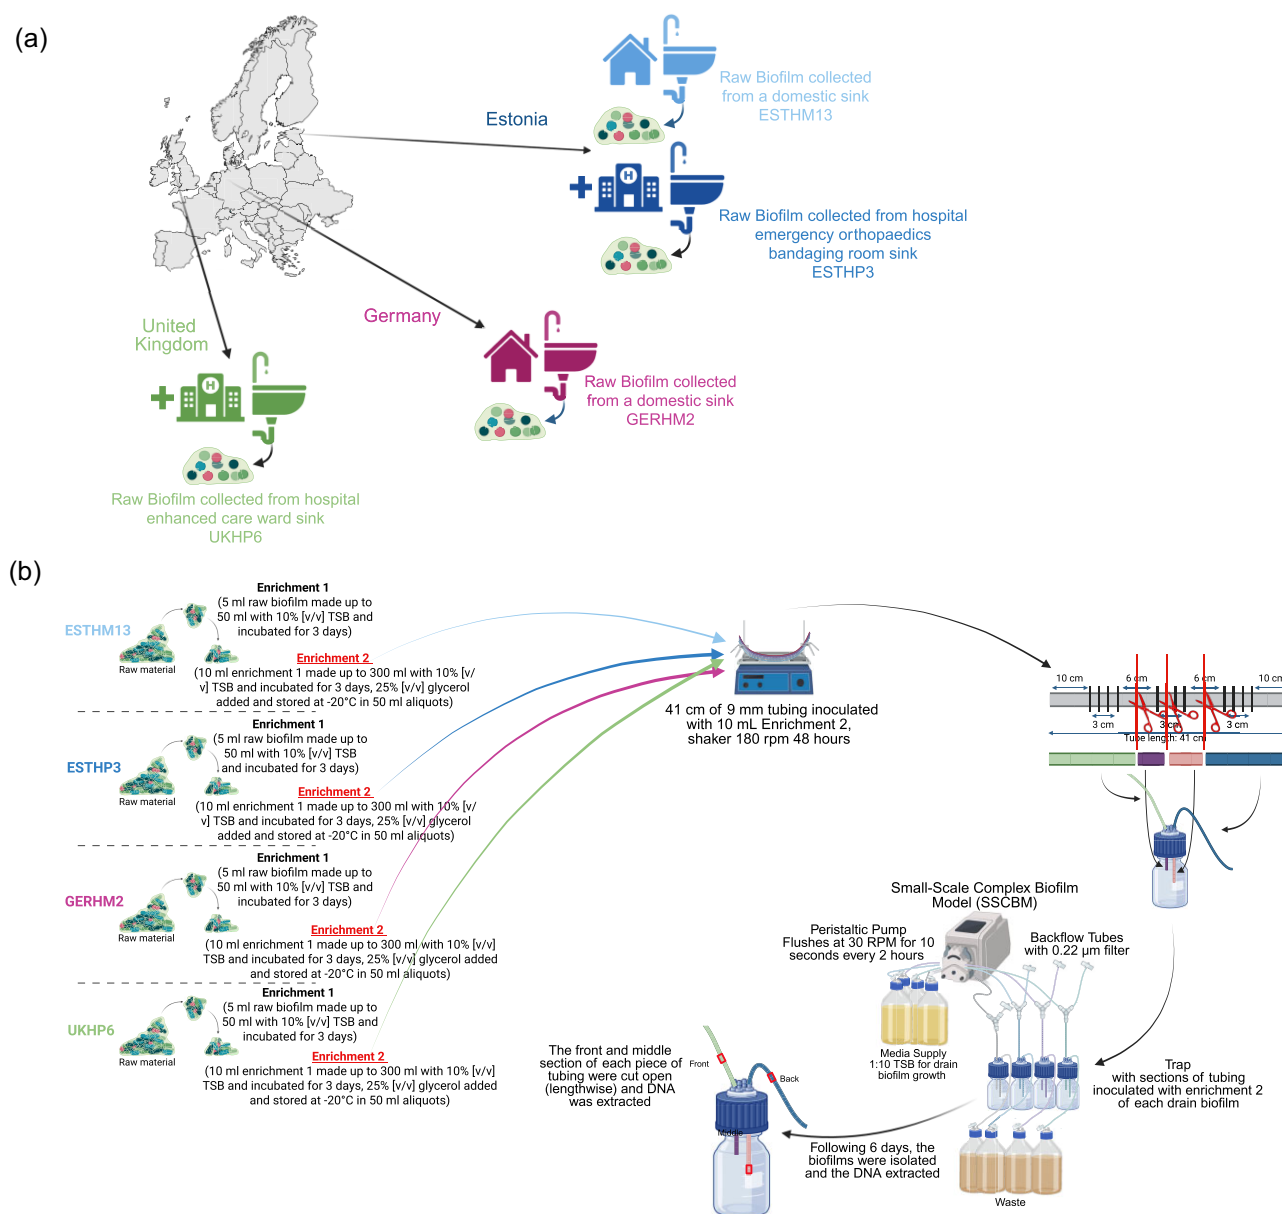 (a)
Estonia
Raw Biofilm collected
from a domestic sink
ESTHM13
H
Raw Biofilm collected from hospital
emergency orthopaedics
bandaging room sink
ESTHP3
Germany
Raw Biofilm collected
from a domestic sink
GERHM2
United
Kingdom
H
Raw Biofilm collected from hospital
enhanced care ward sink
UKHP6
(b)
ESTHM13
Raw material
Enrichment 1
(5 ml raw biofilm made up to
50 ml with 10% [v/v] TSB and
incubated for 3 days)
Enrichment 2
(10 ml enrichment 1 made up to 300 ml with 10% [v/
v] TSB and incubated for 3 days, 25% [v/v] glycerol
added and stored at -20°C in 50 ml aliquots)
ESTHP3
Raw material
Enrichment 1
(5 ml raw biofilm made up to
50 ml with 10% [v/v] TSB
and incubated for 3 days)
Enrichment 2
(10 ml enrichment 1 made up to 300 ml with 10% [v/
v] TSB and incubated for 3 days, 25% [v/v] glycerol
added and stored at -20°C in 50 ml aliquots)
GERHM2
Raw material
Enrichment 1
(5 ml raw biofilm made up to
50 ml with 10% [v/v] TSB and
incubated for 3 days)
Enrichment 2
(10 ml enrichment 1 made up to 300 ml with 10% [v/v]
TSB and incubated for 3 days, 25% [v/v] glycerol added
and stored at -20°C in 50 ml aliquots)
UKHP6
Raw material
Enrichment 1
(5 ml raw biofilm made up to
50 ml with 10% [v/v] TSB and
incubated for 3 days)
Enrichment 2
(10 ml enrichment 1 made up to 300 ml with 10% [v/v]
TSB and incubated for 3 days, 25% [v/v] glycerol added
and stored at -20°C in 50 ml aliquots)
41 cm of 9 mm tubing inoculated
with 10 mL Enrichment 2,
shaker 180 rpm 48 hours
10 cm
6 cm
6 cm
10 cm
3 cm
3 cm
3 cm
Tube length: 41 cm
Small-Scale Complex Biofilm
Model (SSCBM)
Peristaltic Pump
Flushes at 30 RPM for 10
seconds every 2 hours
Backflow Tubes
with 0.22 µm filter
Media Supply
1:10 TSB for drain
biofilm growth
Trap
with sections of tubing
inoculated with enrichment 2
of each drain biofilm
Waste
Following 6 days, the
biofilms were isolated
and the DNA extracted
The front and middle
section of each piece of
tubing were cut open
(lengthwise) and DNA
was extracted
Front
Back
Middle